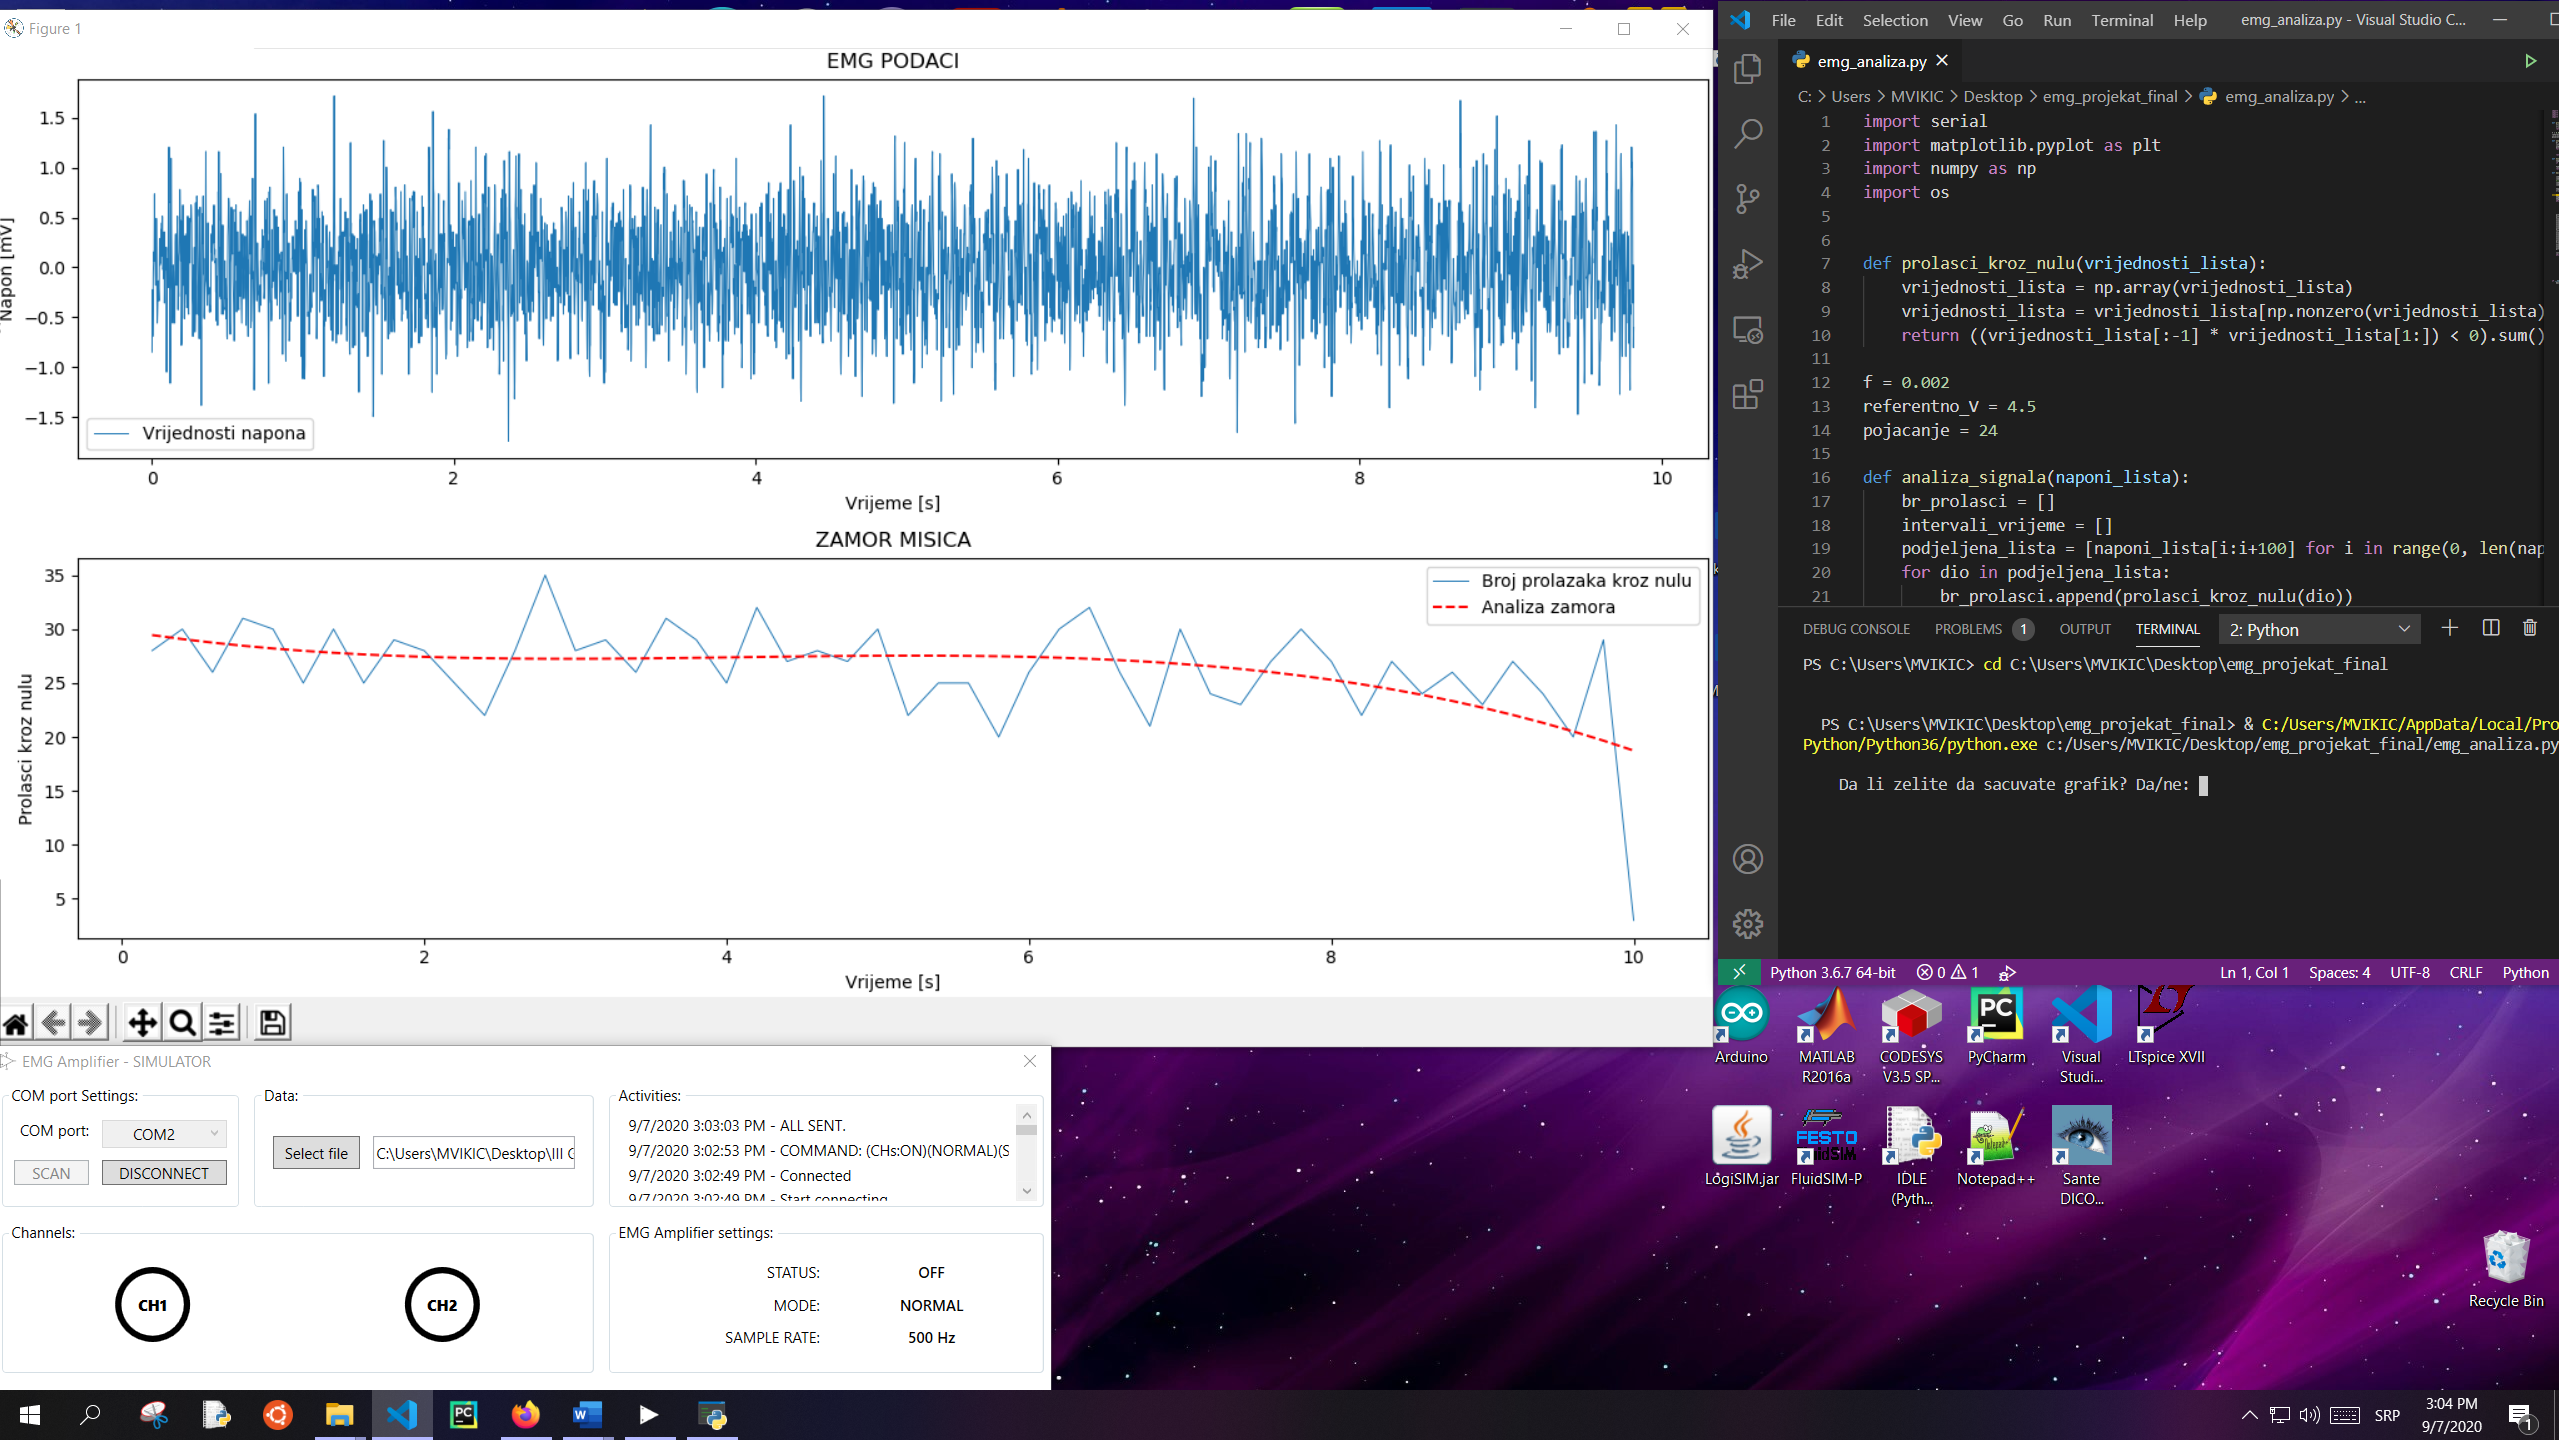 Figure 1
EMG PODACI
1.5
1.0
0.5
0.0
−0.5
−1.0
−1.5
Napon [mV]
Vrijednosti napona
0 2 4 6 8 10
Vrijeme [s]
ZAMOR MISICA
35
30
25
20
15
10
5
Prolasci kroz nulu
Broj prolazaka kroz nulu
Analiza zamora
0 2 4 6 8 10
Vrijeme [s]
File Edit Selection View Go Run Terminal Help emg_analiza.py - Visual Studio C...
emg_analiza.py
C: > Users > MVIKIC > Desktop > emg_projekat_final > emg_analiza.py > ...
1 import serial
2 import matplotlib.pyplot as plt
3 import numpy as np
4 import os
5
6
7 def prolasci_kroz_nulu(vrijednosti_lista):
8 vrijednosti_lista = np.array(vrijednosti_lista)
9 vrijednosti_lista = vrijednosti_lista[np.nonzero(vrijednosti_lista)
10 return ((vrijednosti_lista[:-1] * vrijednosti_lista[1:]) < 0).sum()
11
12 f = 0.002
13 referentno_V = 4.5
14 pojacanje = 24
15
16 def analiza_signala(naponi_lista):
17 br_prolasci = []
18 intervali_vrijeme = []
19 podjeljena_lista = [naponi_lista[i:i+100] for i in range(0, len(nap
20 for dio in podjeljena_lista:
21 br_prolasci.append(prolasci_kroz_nulu(dio))
DEBUG CONSOLE PROBLEMS 1 OUTPUT TERMINAL 2: Python
PS C:\Users\MVIKIC> cd C:\Users\MVIKIC\Desktop\emg_projekat_final
PS C:\Users\MVIKIC\Desktop\emg_projekat_final> & C:/Users/MVIKIC/AppData/Local/Pro
Python/Python36/python.exe c:/Users/MVIKIC/Desktop/emg_projekat_final/emg_analiza.py
Da li zelite da sacuvate grafik? Da/ne:
Python 3.6.7 64-bit 0 1 Ln 1, Col 1 Spaces: 4 UTF-8 CRLF Python
EMG Amplifier - SIMULATOR
COM port Settings:
COM port: COM2
SCAN DISCONNECT
Data:
Select file C:\Users\MVIKIC\Desktop\III G
Activities:
9/7/2020 3:03:03 PM - ALL SENT.
9/7/2020 3:02:53 PM - COMMAND: (CHs:ON)(NORMAL)(S
9/7/2020 3:02:49 PM - Connected
9/7/2020 3:02:49 PM - Start connecting
Channels:
CH1 CH2
EMG Amplifier settings:
STATUS: OFF
MODE: NORMAL
SAMPLE RATE: 500 Hz
PC
Arduino
MATLAB
R2016a
CODESYS
V3.5 SP...
PyCharm
Visual
Studi...
LTspice XVII
Java
FESTO
LogiSIM.jar
FluidSIM-P
IDLE
(Pyth...
Notepad++
Sante
DICO...
Recycle Bin
PC
W
SRP
3:04 PM
9/7/2020
1